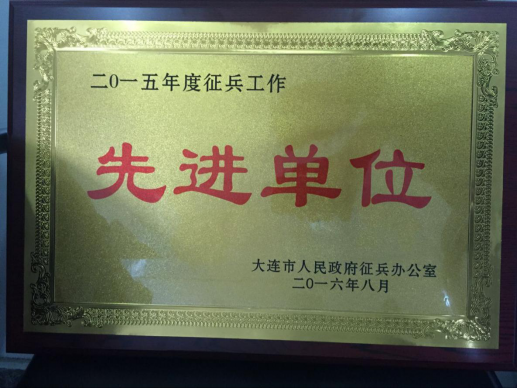 二〇一五年度征兵工作
先进单位
大连市人民政府征兵办公室
二〇一六年八月